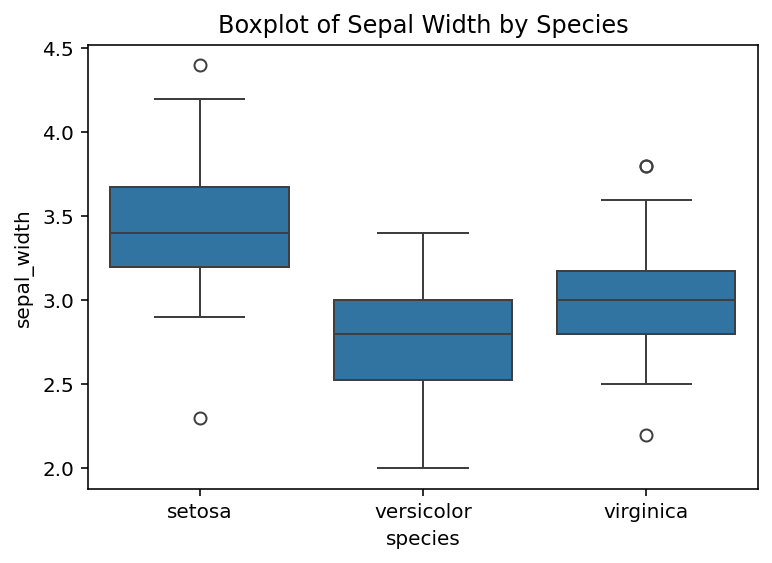 Boxplot of Sepal Width by Species
4.5
4.0
3.5
3.0
2.5
2.0
sepal_width
setosa versicolor virginica
species